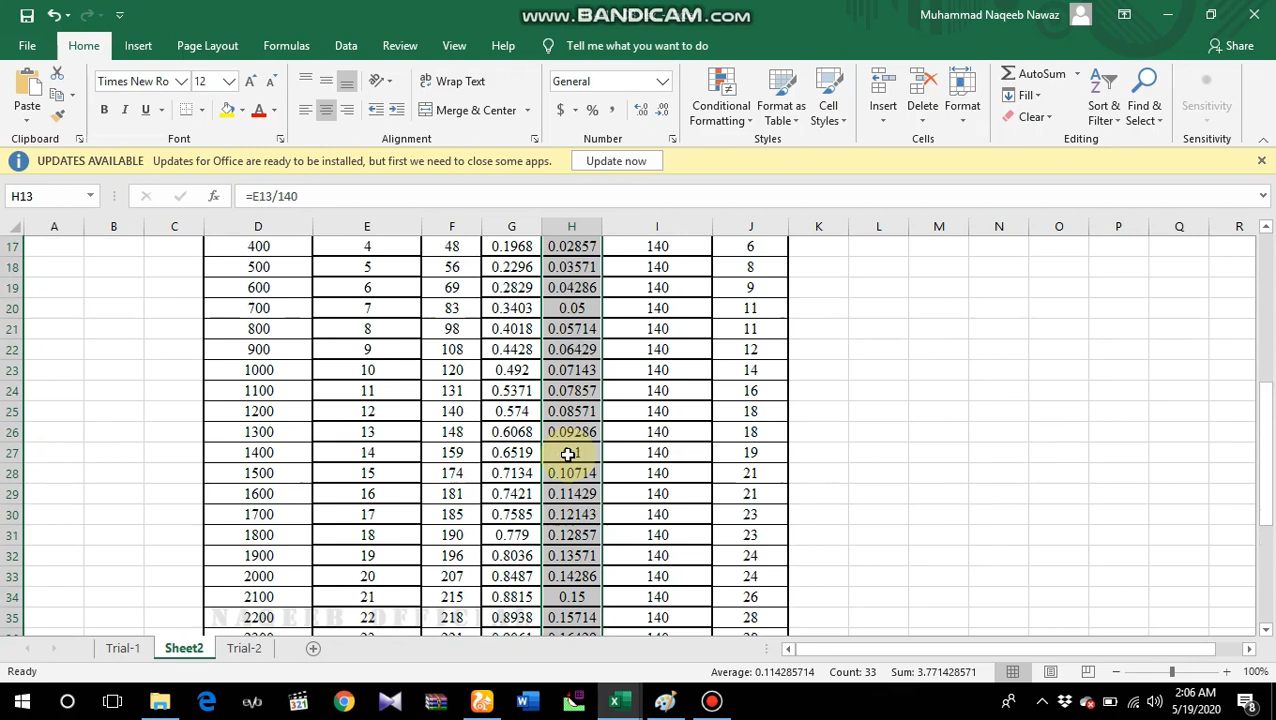 www.BANDICAM.com
Muhammad Naqeeb Nawaz
File Home Insert Page Layout Formulas Data Review View Help Tell me what you want to do Share
Paste
Times New Ro 12
B I U
Wrap Text
Merge & Center
General
$ % ,
Conditional Formatting
Format as Table
Cell Styles
Insert
Delete
Format
AutoSum
Fill
Clear
Sort & Filter
Find & Select
Sensitivity
Clipboard Font Alignment Number Styles Cells Editing Sensitivity
UPDATES AVAILABLE Updates for Office are ready to be installed, but first we need to close some apps. Update now
H13 fx =E13/140
A B C D E F G H I J K L M N O P Q R
17 400 4 48 0.1968 0.02857 140 6
18 500 5 56 0.2296 0.03571 140 8
19 600 6 69 0.2829 0.04286 140 9
20 700 7 83 0.3403 0.05 140 11
21 800 8 98 0.4018 0.05714 140 11
22 900 9 108 0.4428 0.06429 140 12
23 1000 10 120 0.492 0.07143 140 14
24 1100 11 131 0.5371 0.07857 140 16
25 1200 12 140 0.574 0.08571 140 18
26 1300 13 148 0.6068 0.09286 140 18
27 1400 14 159 0.6519 140 19
28 1500 15 174 0.7134 0.10714 140 21
29 1600 16 181 0.7421 0.11429 140 21
30 1700 17 185 0.7585 0.12143 140 23
31 1800 18 190 0.779 0.12857 140 23
32 1900 19 196 0.8036 0.13571 140 24
33 2000 20 207 0.8487 0.14286 140 24
34 2100 21 215 0.8815 0.15 140 26
35 2200 22 218 0.8938 0.15714 140 28
Trial-1 Sheet2 Trial-2
Ready Average: 0.114285714 Count: 33 Sum: 3.771428571 100%
2:06 AM
5/19/2020